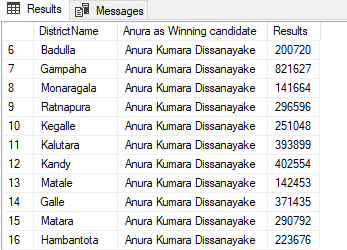 Results Messages
DistrictName Anura as Winning candidate Results
6 Badulla Anura Kumara Dissanayake 200720
7 Gampaha Anura Kumara Dissanayake 821627
8 Monaragala Anura Kumara Dissanayake 141664
9 Ratnapura Anura Kumara Dissanayake 296596
10 Kegalle Anura Kumara Dissanayake 251048
11 Kalutara Anura Kumara Dissanayake 393899
12 Kandy Anura Kumara Dissanayake 402554
13 Matale Anura Kumara Dissanayake 142453
14 Galle Anura Kumara Dissanayake 371435
15 Matara Anura Kumara Dissanayake 290792
16 Hambantota Anura Kumara Dissanayake 223676